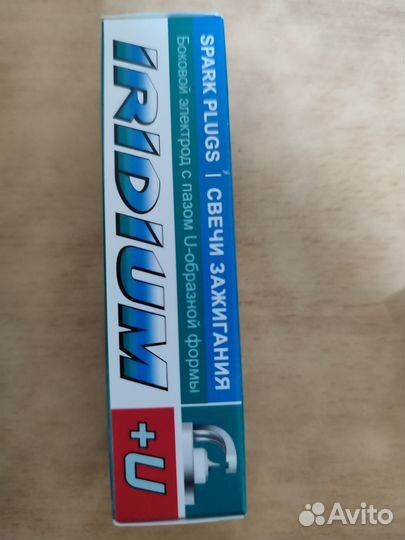 SPARK PLUGS | СВЕЧИ ЗАЖИГАНИЯ
Боковой электрод с пазом U-образной формы
IRIDIUM +U
Avito